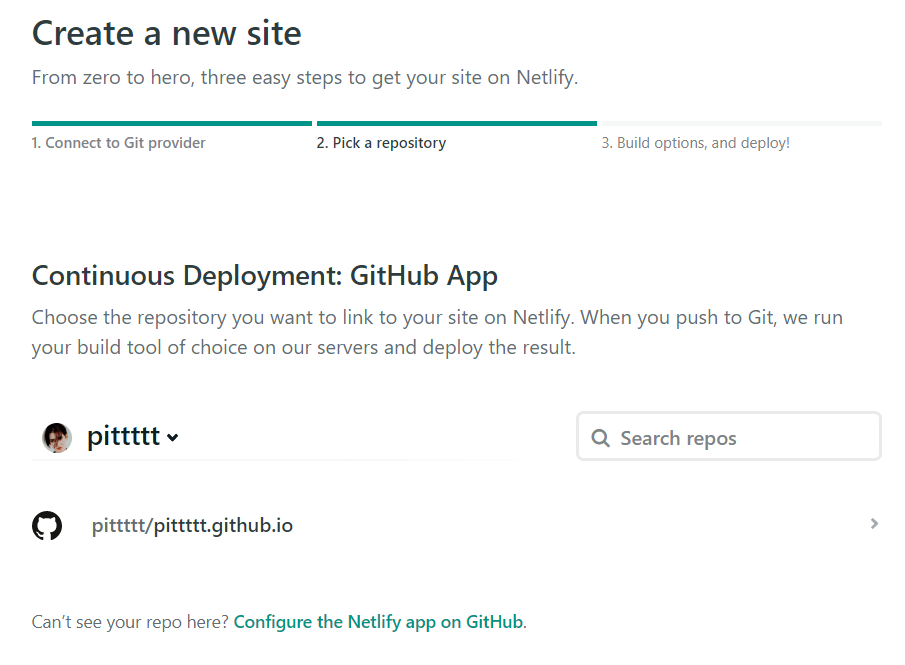 Create a new site
From zero to hero, three easy steps to get your site on Netlify.
1. Connect to Git provider
2. Pick a repository
3. Build options, and deploy!
Continuous Deployment: GitHub App
Choose the repository you want to link to your site on Netlify. When you push to Git, we run
your build tool of choice on our servers and deploy the result.
pittttt
Search repos
pittttt/pittttt.github.io
Can't see your repo here? Configure the Netlify app on GitHub.